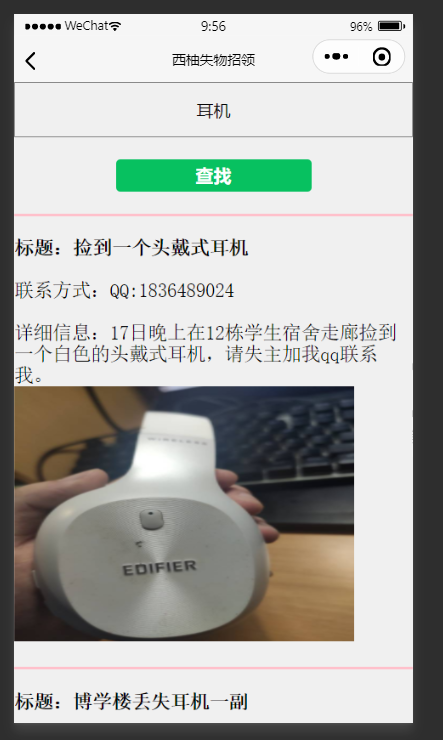 WeChat
9:56
96%
西柚失物招领
耳机
查找
标题：捡到一个头戴式耳机
联系方式：QQ:1836489024
详细信息：17日晚上在12栋学生宿舍走廊捡到
一个白色的头戴式耳机，请失主加我qq联系
我。
WIRELESS
EDIFIER
标题：博学楼丢失耳机一副